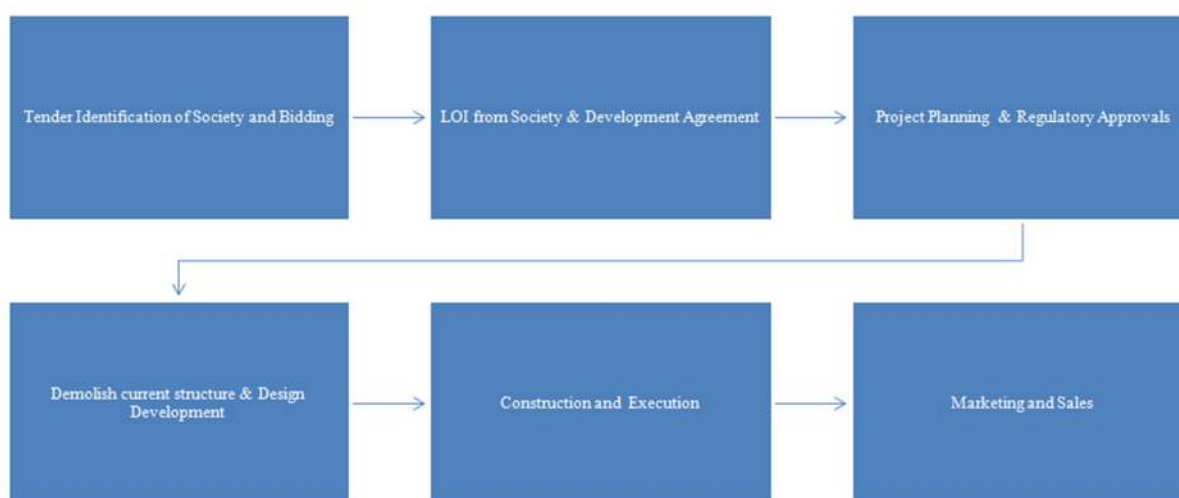 Tender Identification of Society and Bidding
LOI from Society & Development Agreement
Project Planning & Regulatory Approvals
Demolish current structure & Design
Development
Construction and Execution
Marketing and Sales